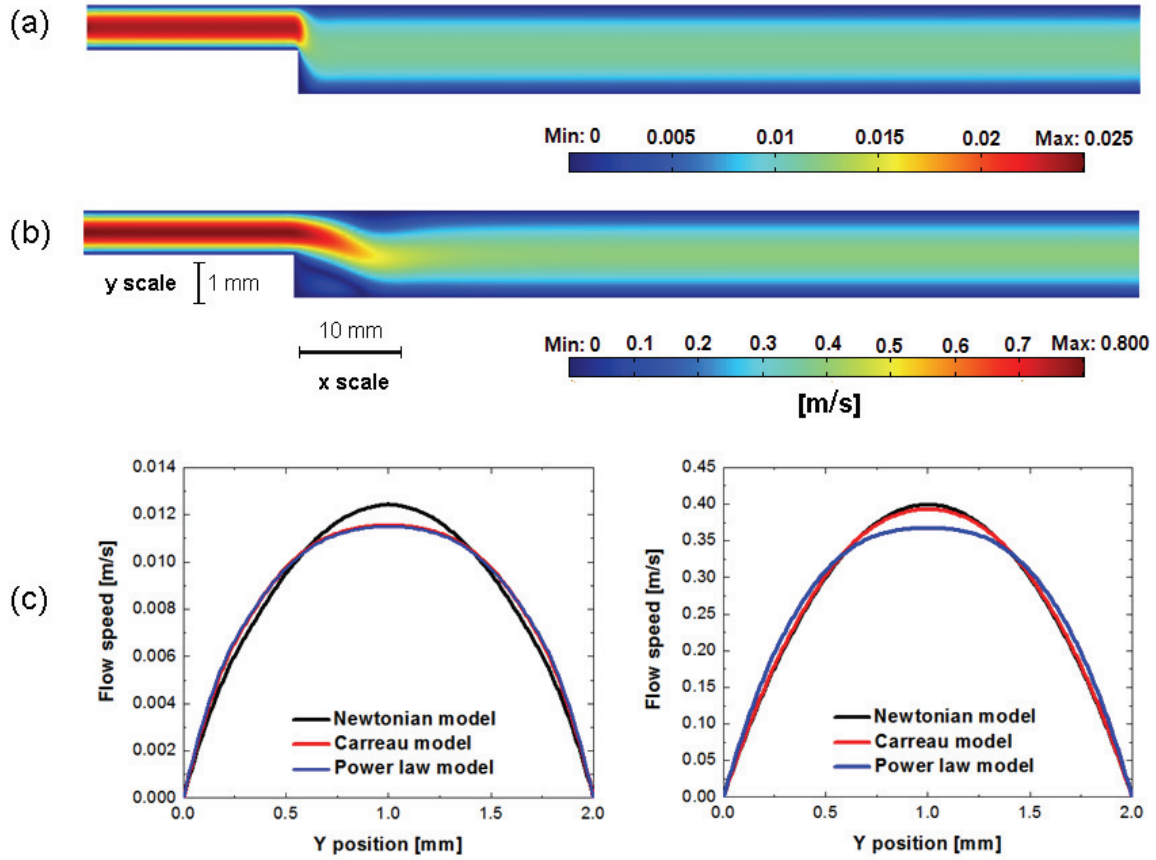 (a)
Min: 0 0.005 0.01 0.015 0.02 Max: 0.025
(b)
y scale
1 mm
10 mm
x scale
Min: 0 0.1 0.2 0.3 0.4 0.5 0.6 0.7 Max: 0.800
[m/s]
(c)
Flow speed [m/s]
0.014
0.012
0.010
0.008
0.006
0.004
0.002
0.000
Newtonian model
Carreau model
Power law model
0.0 0.5 1.0 1.5 2.0
Y position [mm]
Flow speed [m/s]
0.45
0.40
0.35
0.30
0.25
0.20
0.15
0.10
0.05
0.00
Newtonian model
Carreau model
Power law model
0.0 0.5 1.0 1.5 2.0
Y position [mm]